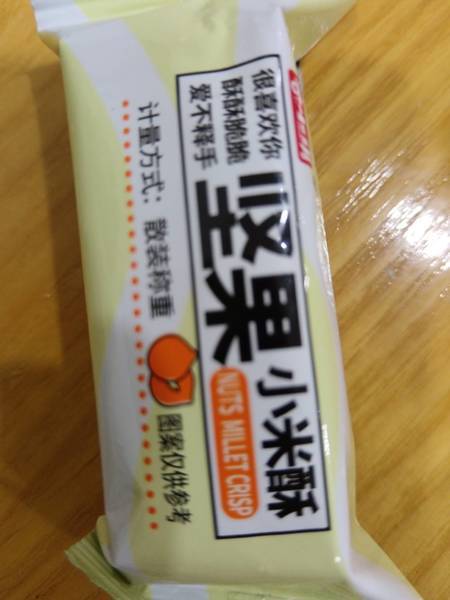 很喜欢你
酥酥脆脆
爱不释手
坚果
小米酥
NUTS MILLET CRISP
计量方式：散装称重
图案仅供参考